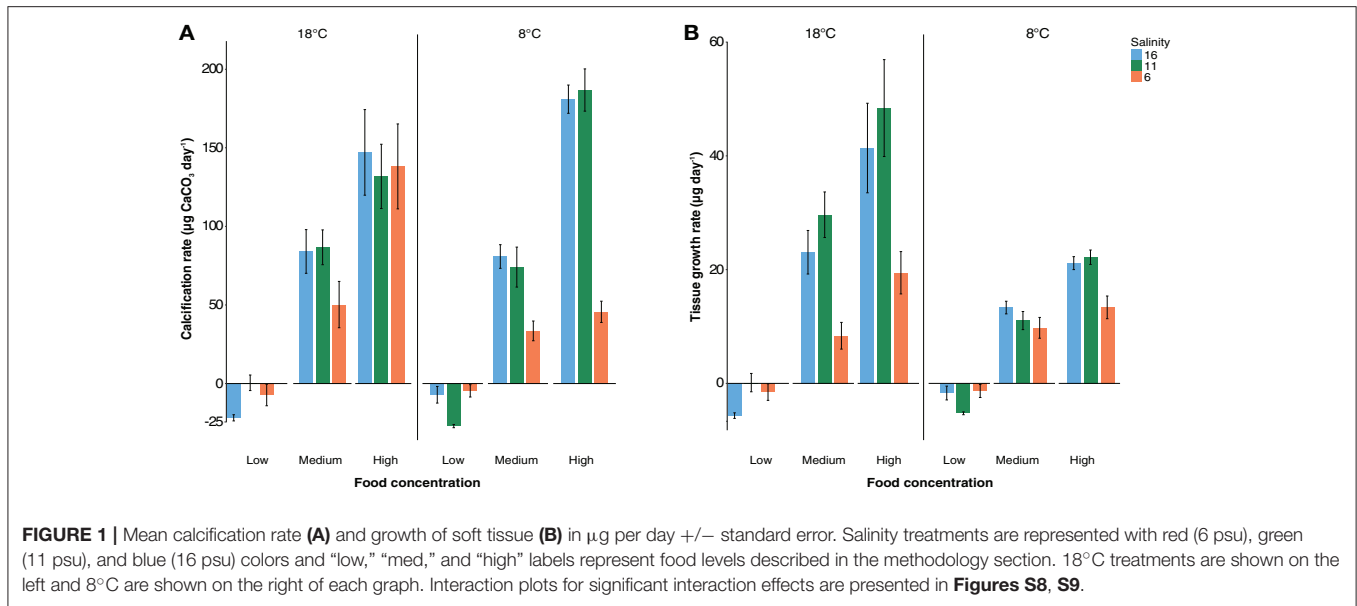 A
18°C
8°C
Calcification rate (µg CaCO₃ day⁻¹)
200
150
100
50
0
-25
Low
Medium
High
Low
Medium
High
Food concentration
B
18°C
8°C
Salinity
16
11
6
Tissue growth rate (µg day⁻¹)
60
40
20
0
Low
Medium
High
Low
Medium
High
Food concentration
FIGURE 1 | Mean calcification rate (A) and growth of soft tissue (B) in µg per day +/− standard error. Salinity treatments are represented with red (6 psu), green
(11 psu), and blue (16 psu) colors and “low,” “med,” and “high” labels represent food levels described in the methodology section. 18°C treatments are shown on the
left and 8°C are shown on the right of each graph. Interaction plots for significant interaction effects are presented in Figures S8, S9.